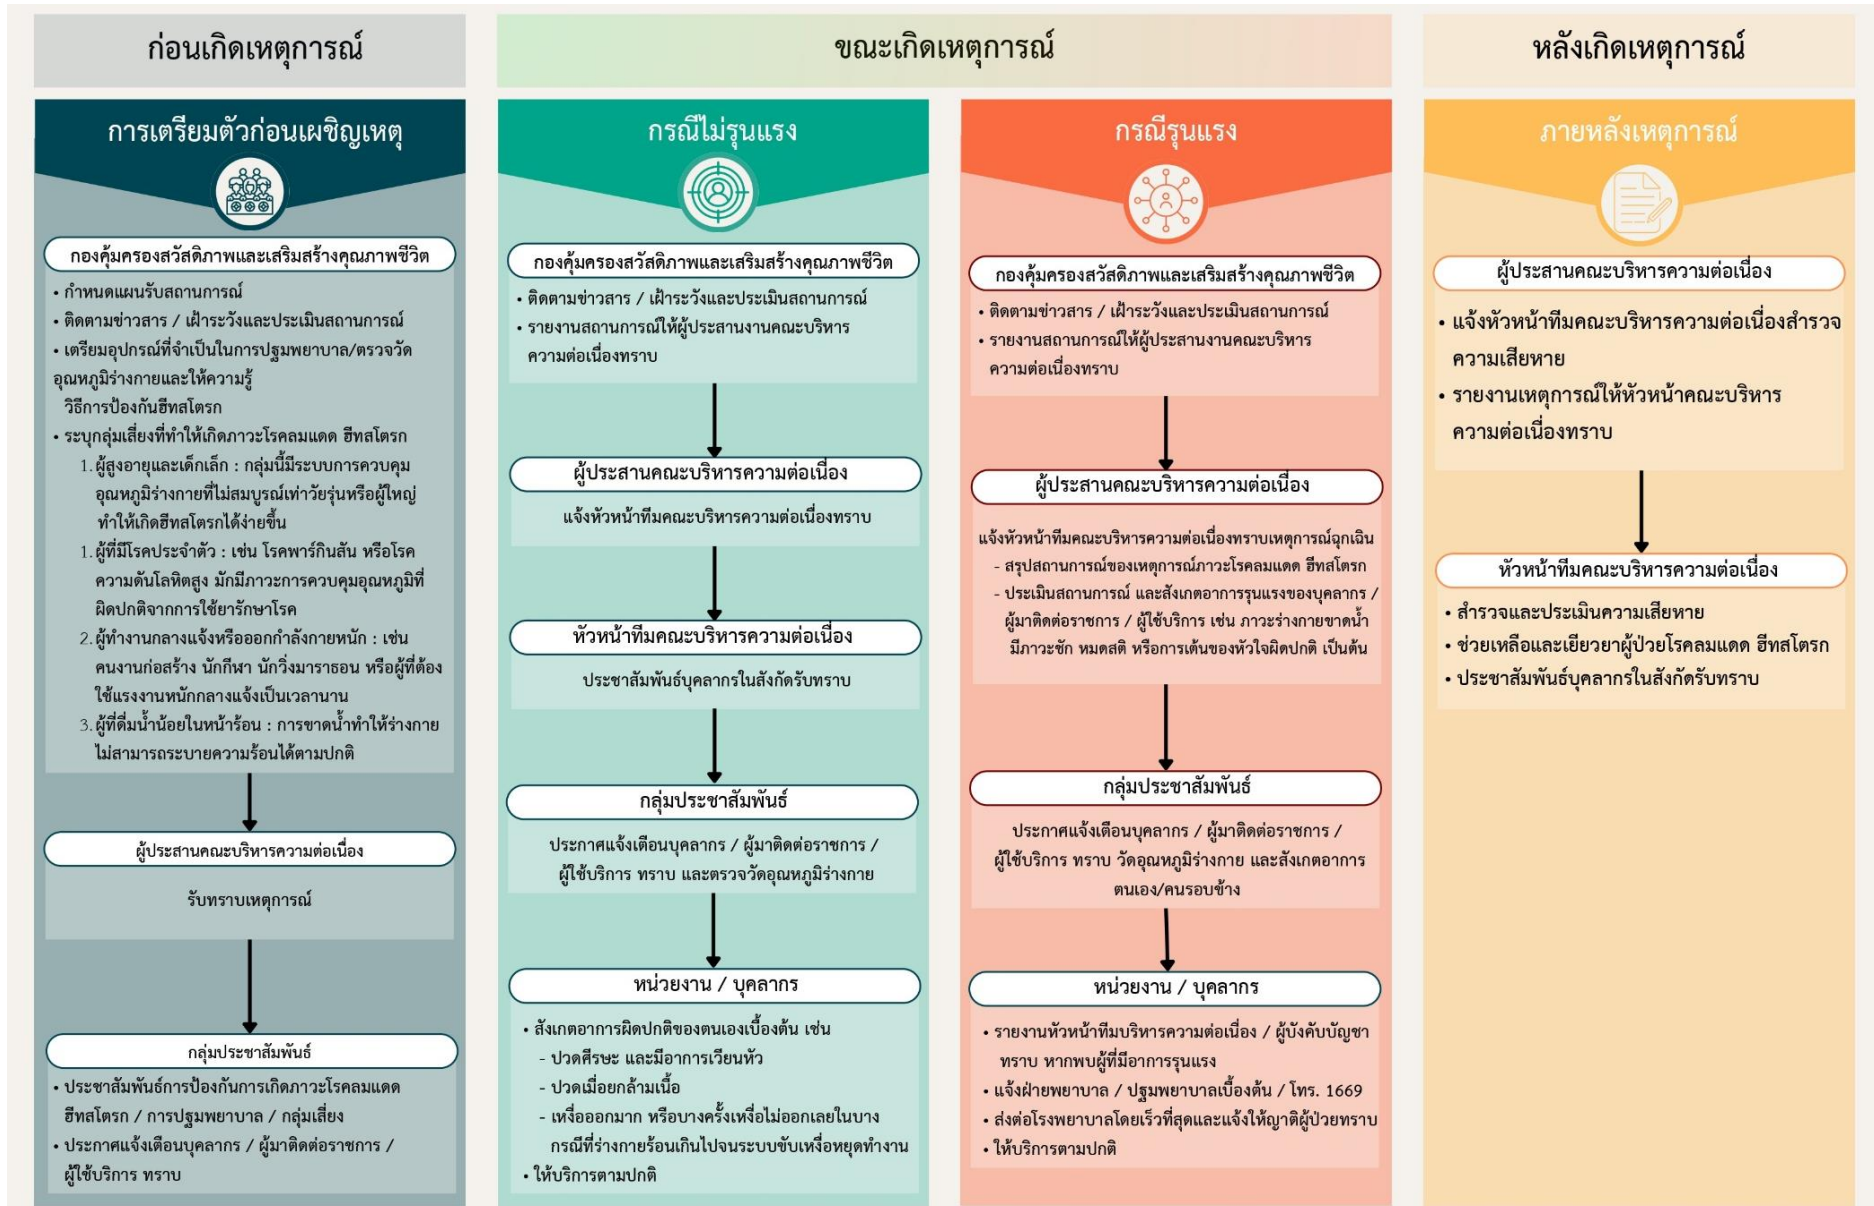 ก่อนเกิดเหตุการณ์
ขณะเกิดเหตุการณ์
หลังเกิดเหตุการณ์
การเตรียมตัวก่อนเผชิญเหตุ
กองคุ้มครองสวัสดิภาพและเสริมสร้างคุณภาพชีวิต
• กำหนดแผนรับสถานการณ์
• ติดตามข่าวสาร / เฝ้าระวังและประเมินสถานการณ์
• เตรียมอุปกรณ์ที่จำเป็นในการปฐมพยาบาล/ตรวจวัด
อุณหภูมิร่างกายและให้ความรู้
วิธีการป้องกันฮีทสโตรก
• ระบุกลุ่มเสี่ยงที่ทำให้เกิดภาวะโรคลมแดด ฮีทสโตรก
1. ผู้สูงอายุและเด็กเล็ก : กลุ่มนี้มีระบบการควบคุม
อุณหภูมิร่างกายที่ไม่สมบูรณ์เท่าวัยรุ่นหรือผู้ใหญ่
ทำให้เกิดฮีทสโตรกได้ง่ายขึ้น
1. ผู้ที่มีโรคประจำตัว : เช่น โรคพาร์กินสัน หรือโรค
ความดันโลหิตสูง มักมีภาวะการควบคุมอุณหภูมิที่
ผิดปกติจากการใช้ยารักษาโรค
2. ผู้ทำงานกลางแจ้งหรือออกกำลังกายหนัก : เช่น
คนงานก่อสร้าง นักกีฬา นักวิ่งมาราธอน หรือผู้ที่ต้อง
ใช้แรงงานหนักกลางแจ้งเป็นเวลานาน
3. ผู้ที่ดื่มน้ำน้อยในหน้าร้อน : การขาดน้ำทำให้ร่างกาย
ไม่สามารถระบายความร้อนได้ตามปกติ
ผู้ประสานคณะบริหารความต่อเนื่อง
รับทราบเหตุการณ์
กลุ่มประชาสัมพันธ์
• ประชาสัมพันธ์การป้องกันการเกิดภาวะโรคลมแดด
ฮีทสโตรก / การปฐมพยาบาล / กลุ่มเสี่ยง
• ประกาศแจ้งเตือนบุคลากร / ผู้มาติดต่อราชการ /
ผู้ใช้บริการ ทราบ
กรณีไม่รุนแรง
กองคุ้มครองสวัสดิภาพและเสริมสร้างคุณภาพชีวิต
• ติดตามข่าวสาร / เฝ้าระวังและประเมินสถานการณ์
• รายงานสถานการณ์ให้ผู้ประสานงานคณะบริหาร
ความต่อเนื่องทราบ
ผู้ประสานคณะบริหารความต่อเนื่อง
แจ้งหัวหน้าทีมคณะบริหารความต่อเนื่องทราบ
หัวหน้าทีมคณะบริหารความต่อเนื่อง
ประชาสัมพันธ์บุคลากรในสังกัดรับทราบ
กลุ่มประชาสัมพันธ์
ประกาศแจ้งเตือนบุคลากร / ผู้มาติดต่อราชการ /
ผู้ใช้บริการ ทราบ และตรวจวัดอุณหภูมิร่างกาย
หน่วยงาน / บุคลากร
• สังเกตอาการผิดปกติของตนเองเบื้องต้น เช่น
- ปวดศีรษะ และมีอาการเวียนหัว
- ปวดเมื่อยกล้ามเนื้อ
- เหงื่อออกมาก หรือบางครั้งเหงื่อไม่ออกเลยในบาง
กรณีที่ร่างกายร้อนเกินไปจนระบบขับเหงื่อหยุดทำงาน
• ให้บริการตามปกติ
กรณีรุนแรง
กองคุ้มครองสวัสดิภาพและเสริมสร้างคุณภาพชีวิต
• ติดตามข่าวสาร / เฝ้าระวังและประเมินสถานการณ์
• รายงานสถานการณ์ให้ผู้ประสานงานคณะบริหาร
ความต่อเนื่องทราบ
ผู้ประสานคณะบริหารความต่อเนื่อง
แจ้งหัวหน้าทีมคณะบริหารความต่อเนื่องทราบเหตุการณ์ฉุกเฉิน
- สรุปสถานการณ์ของเหตุการณ์ภาวะโรคลมแดด ฮีทสโตรก
- ประเมินสถานการณ์ และสังเกตอาการรุนแรงของบุคลากร /
ผู้มาติดต่อราชการ / ผู้ใช้บริการ เช่น ภาวะร่างกายขาดน้ำ
มีภาวะชัก หมดสติ หรือการเต้นของหัวใจผิดปกติ เป็นต้น
กลุ่มประชาสัมพันธ์
ประกาศแจ้งเตือนบุคลากร / ผู้มาติดต่อราชการ /
ผู้ใช้บริการ ทราบ วัดอุณหภูมิร่างกาย และสังเกตอาการ
ตนเอง/คนรอบข้าง
หน่วยงาน / บุคลากร
• รายงานหัวหน้าทีมบริหารความต่อเนื่อง / ผู้บังคับบัญชา
ทราบ หากพบผู้ที่มีอาการรุนแรง
• แจ้งฝ่ายพยาบาล / ปฐมพยาบาลเบื้องต้น / โทร. 1669
• ส่งต่อโรงพยาบาลโดยเร็วที่สุดและแจ้งให้ญาติผู้ป่วยทราบ
• ให้บริการตามปกติ
ภายหลังเหตุการณ์
ผู้ประสานคณะบริหารความต่อเนื่อง
• แจ้งหัวหน้าทีมคณะบริหารความต่อเนื่องสำรวจ
ความเสียหาย
• รายงานเหตุการณ์ให้หัวหน้าคณะบริหาร
ความต่อเนื่องทราบ
หัวหน้าทีมคณะบริหารความต่อเนื่อง
• สำรวจและประเมินความเสียหาย
• ช่วยเหลือและเยียวยาผู้ป่วยโรคลมแดด ฮีทสโตรก
• ประชาสัมพันธ์บุคลากรในสังกัดรับทราบ